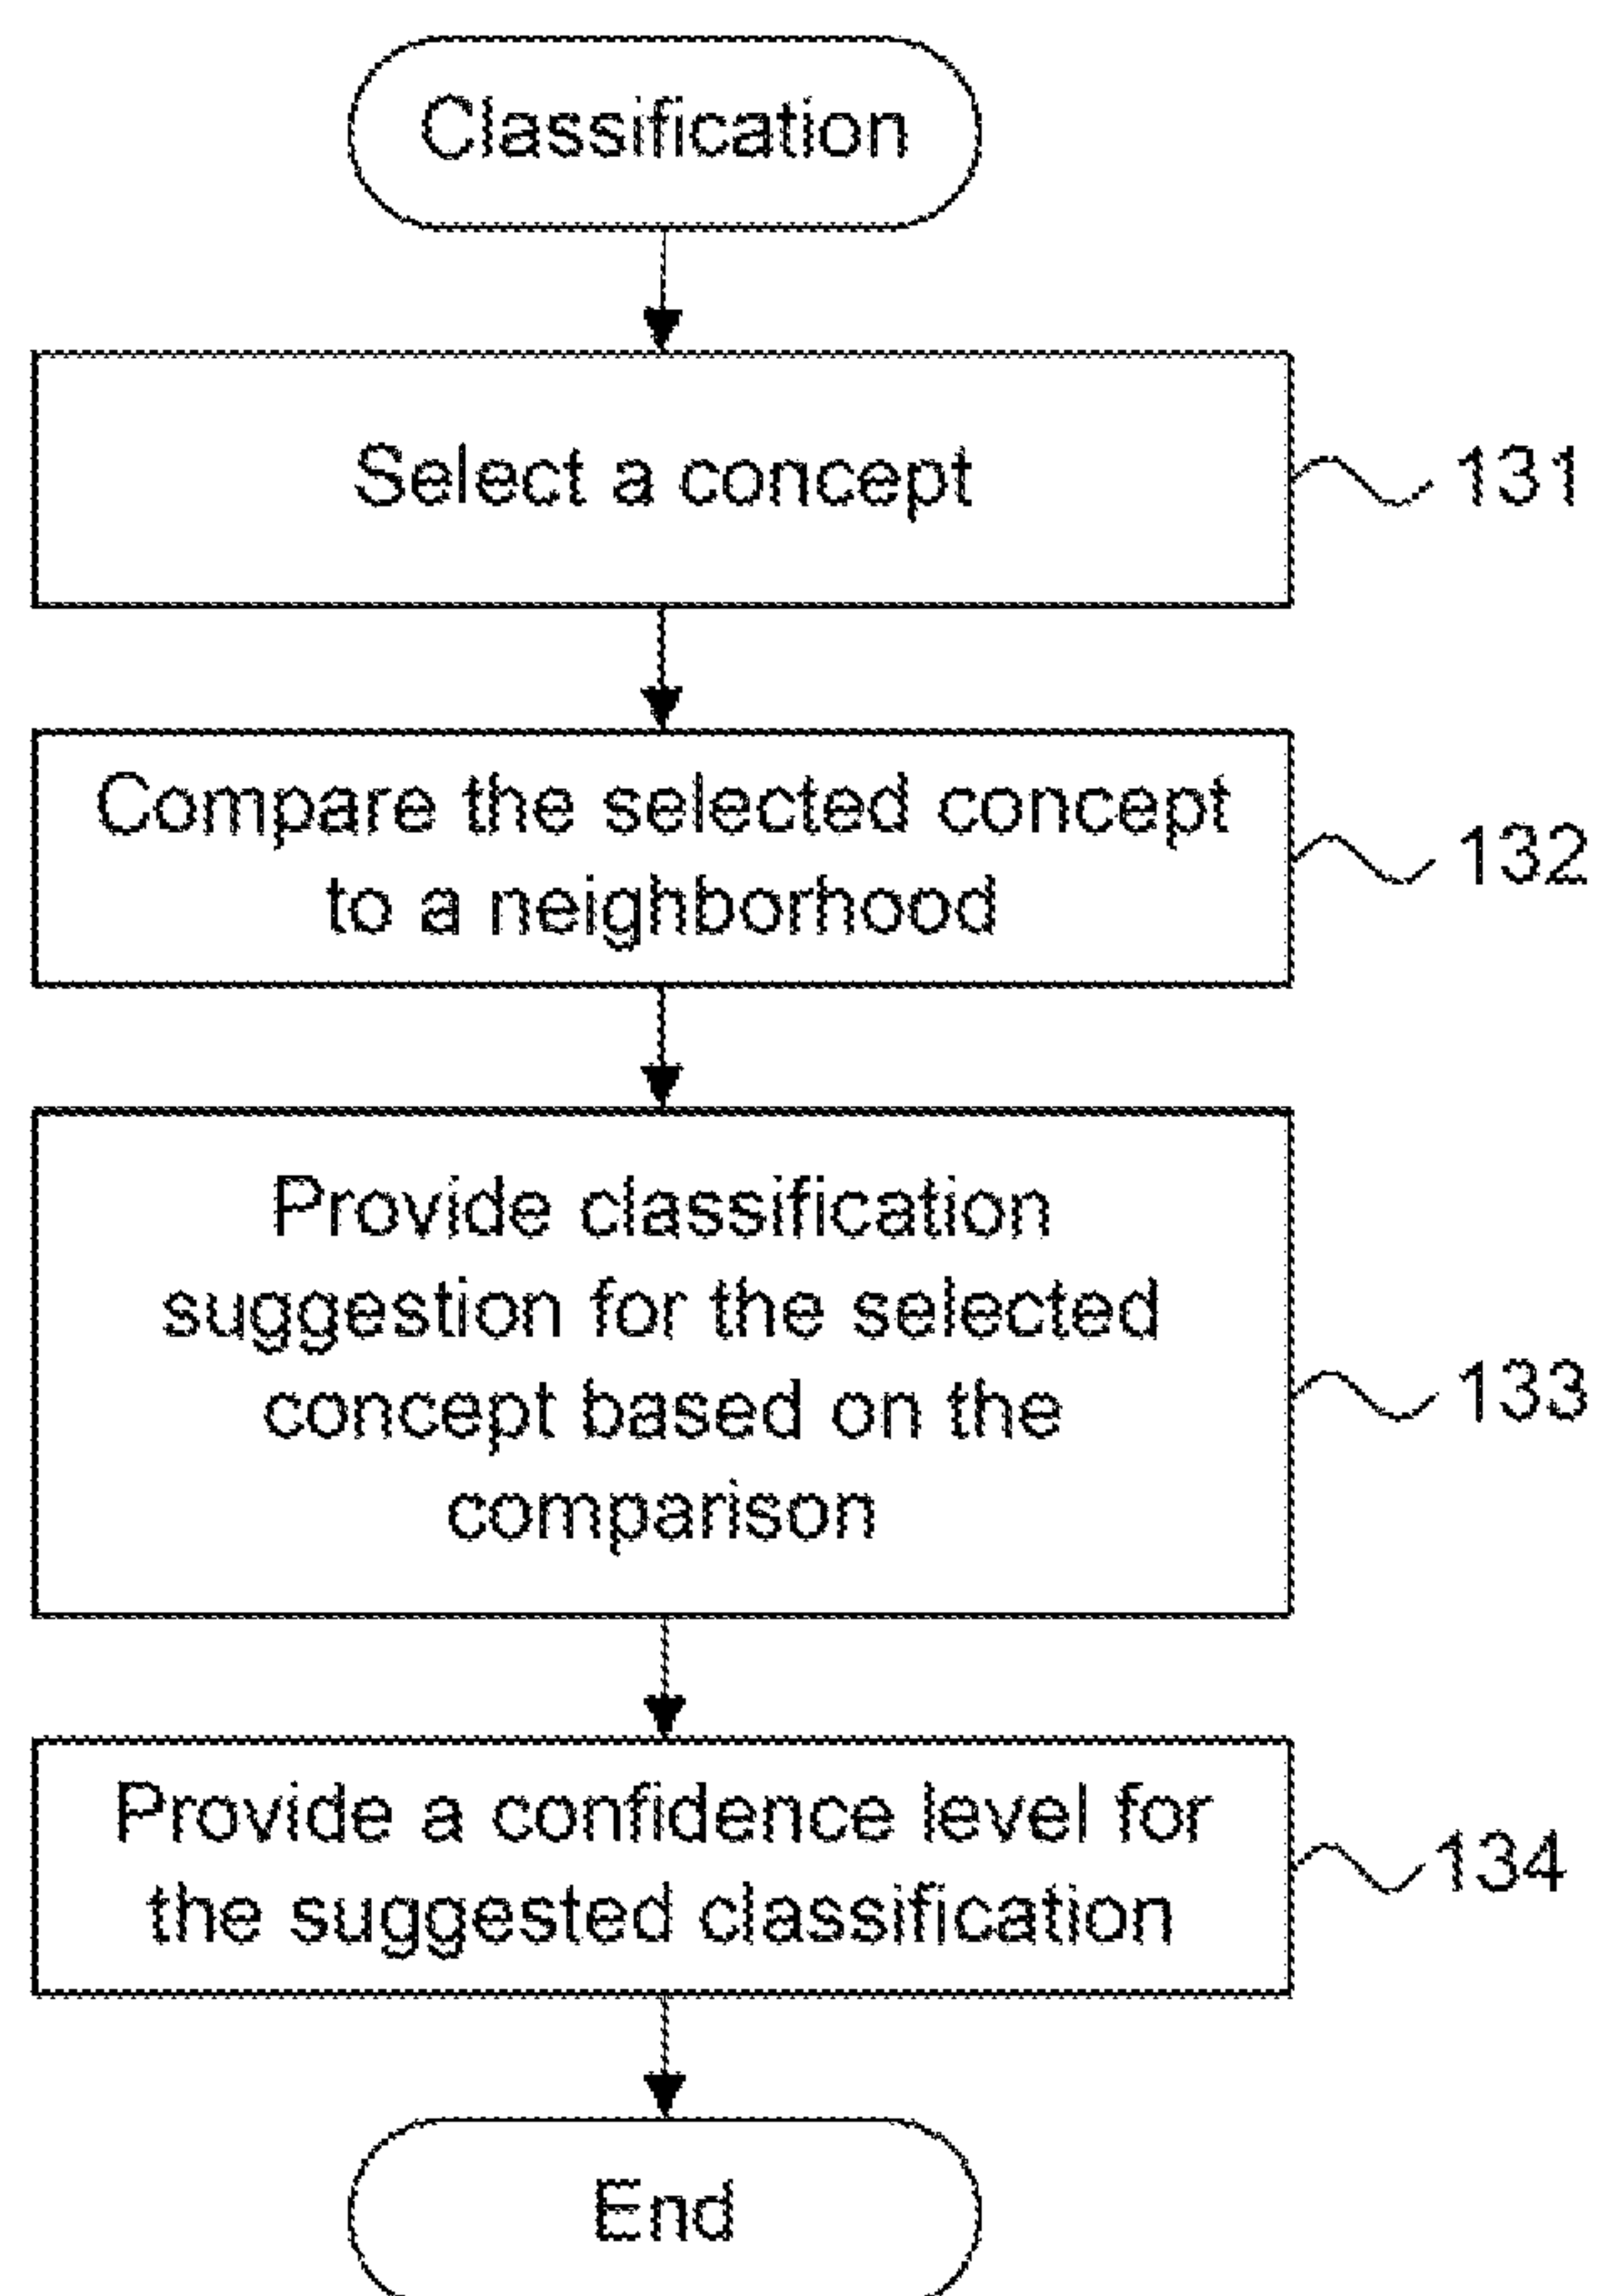 Classification
Select a concept
131
Compare the selected concept
to a neighborhood
132
Provide classification
suggestion for the selected
concept based on the
comparison
133
Provide a confidence level for
the suggested classification
134
End